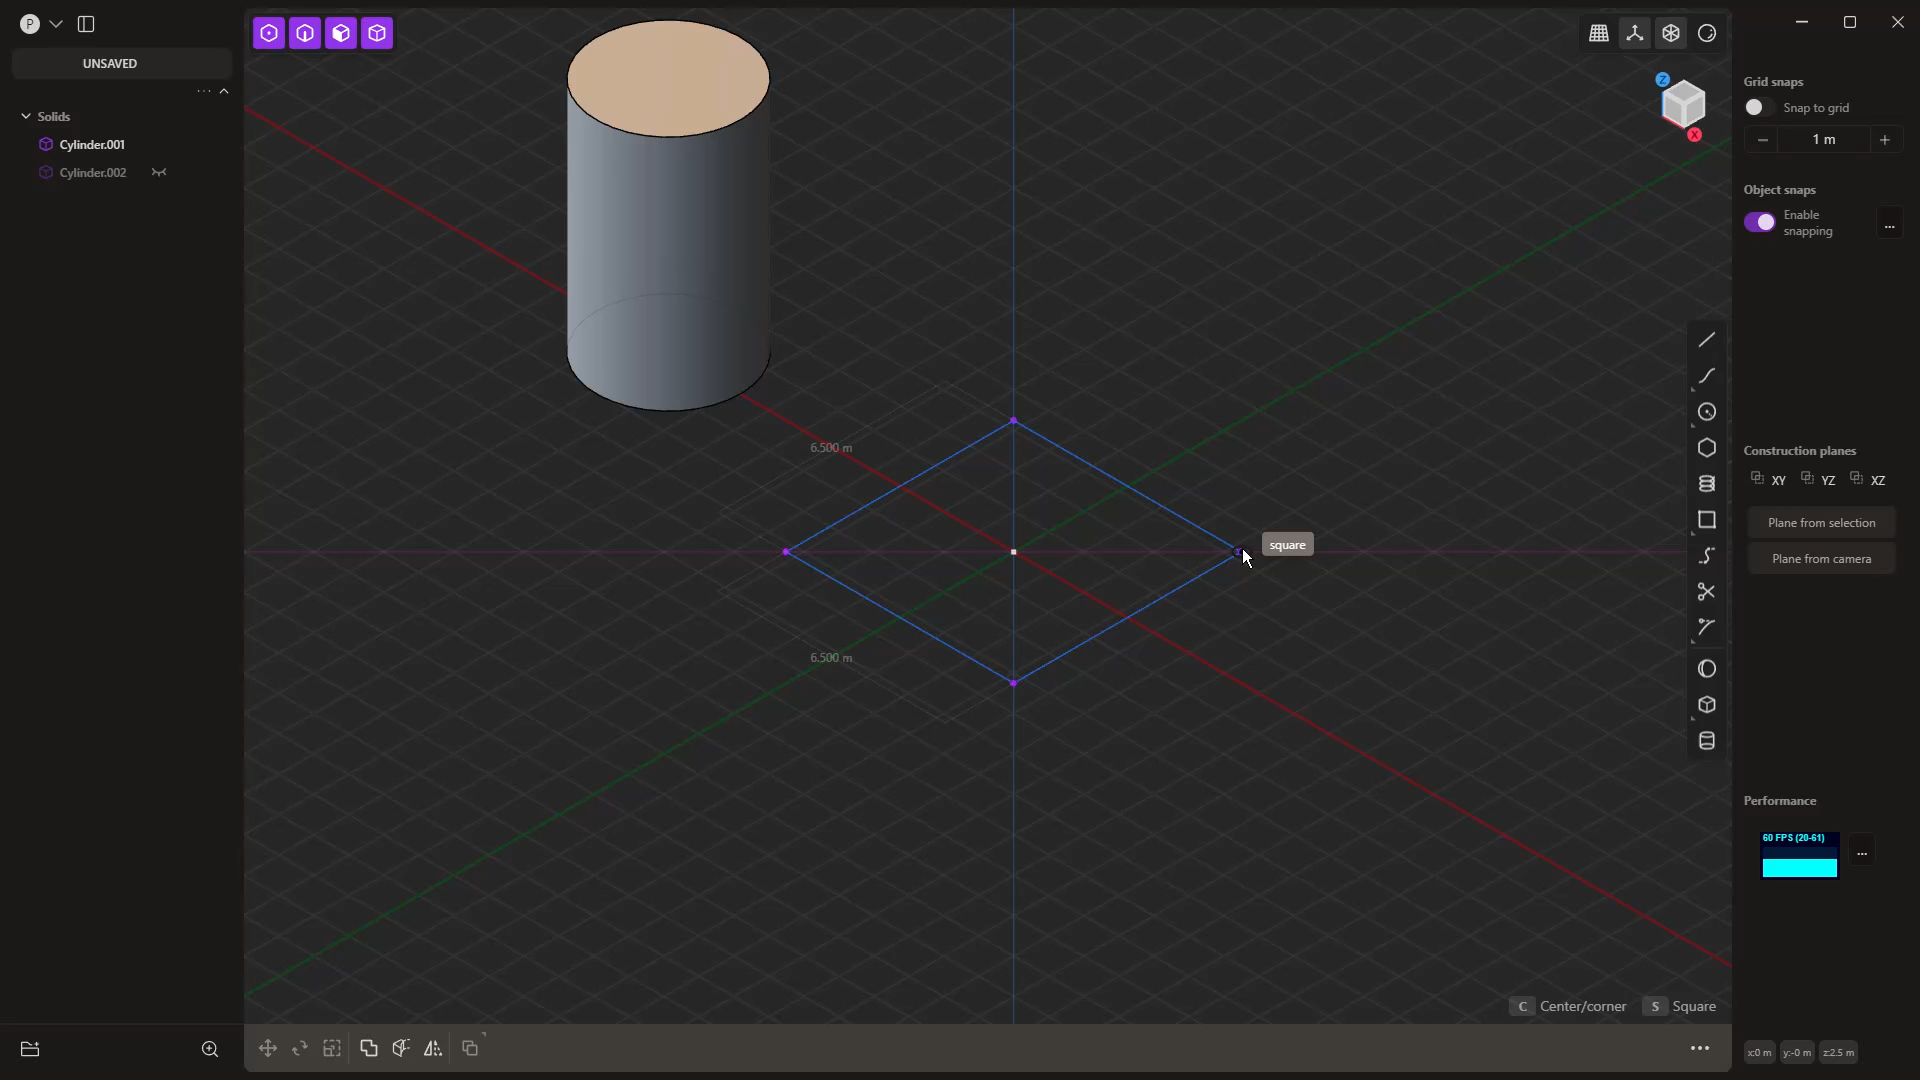 P
UNSAVED
...
Solids
Cylinder.001
Cylinder.002
Z
X
Grid snaps
Snap to grid
− 1 m +
Object snaps
Enable
snapping
...
6.500 m
square
6.500 m
Construction planes
XY YZ XZ
Plane from selection
Plane from camera
Performance
60 FPS (20-61)
...
C Center/corner S Square
x:0 m y:-0 m z:2.5 m